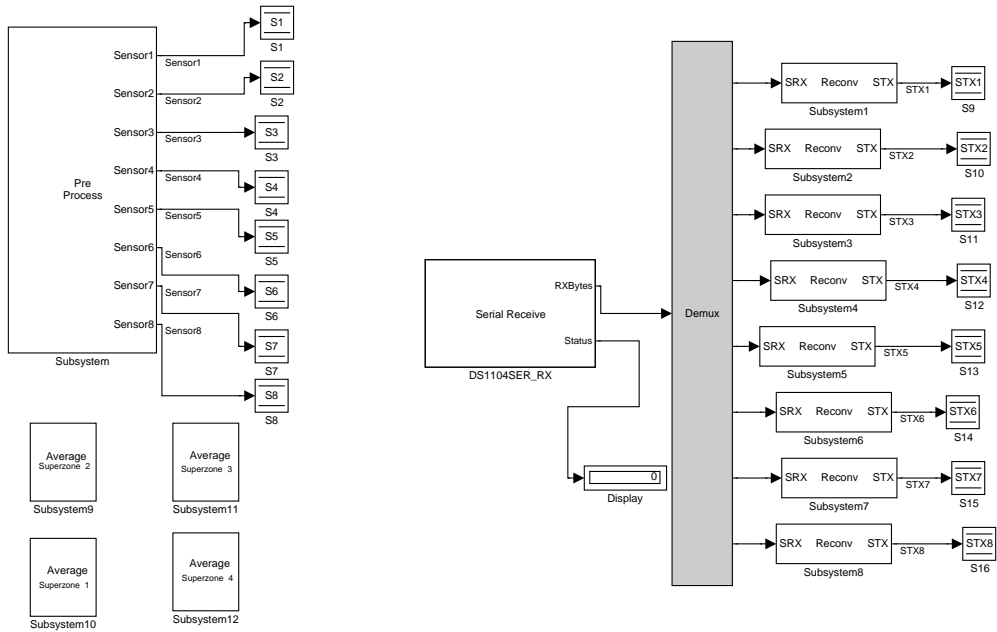 Pre
Process
Subsystem
Sensor1
Sensor2
Sensor3
Sensor4
Sensor5
Sensor6
Sensor7
Sensor8
Sensor1
Sensor2
Sensor3
Sensor4
Sensor5
Sensor6
Sensor7
Sensor8
S1
S1
S2
S2
S3
S3
S4
S4
S5
S5
S6
S6
S7
S7
S8
S8
Average
Superzone 2
Subsystem9
Average
Superzone 3
Subsystem11
Average
Superzone 1
Subsystem10
Average
Superzone 4
Subsystem12
Serial Receive
RXBytes
Status
DS1104SER_RX
0
Display
Demux
SRX Reconv STX
Subsystem1
STX1
STX1
S9
SRX Reconv STX
Subsystem2
STX2
STX2
S10
SRX Reconv STX
Subsystem3
STX3
STX3
S11
SRX Reconv STX
Subsystem4
STX4
STX4
S12
SRX Reconv STX
Subsystem5
STX5
STX5
S13
SRX Reconv STX
Subsystem6
STX6
STX6
S14
SRX Reconv STX
Subsystem7
STX7
STX7
S15
SRX Reconv STX
Subsystem8
STX8
STX8
S16